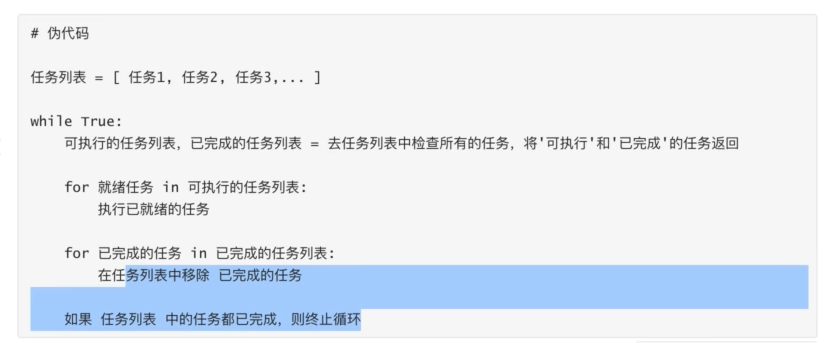 # 伪代码
任务列表 = [ 任务1, 任务2, 任务3,... ]
while True:
可执行的任务列表，已完成的任务列表 = 去任务列表中检查所有的任务，将'可执行'和'已完成'的任务返回
for 就绪任务 in 可执行的任务列表:
执行已就绪的任务
for 已完成的任务 in 已完成的任务列表:
在任务列表中移除 已完成的任务
如果 任务列表 中的任务都已完成，则终止循环